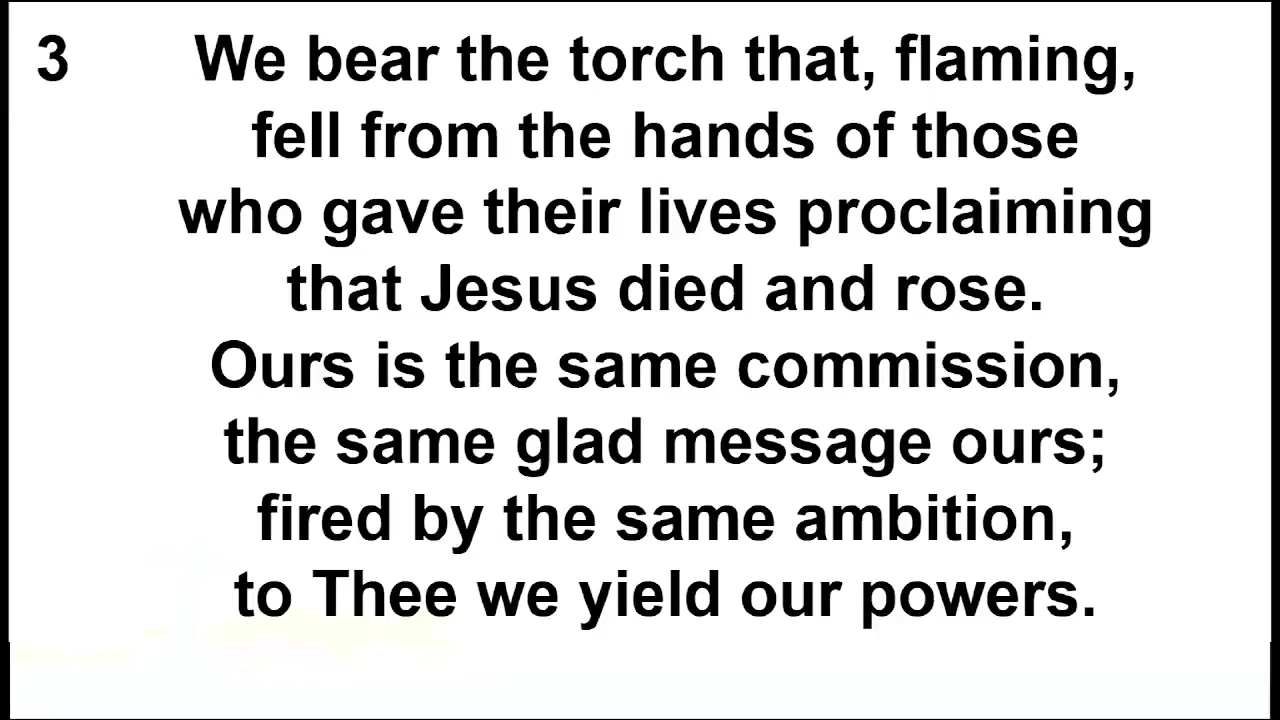 3 We bear the torch that, flaming,
fell from the hands of those
who gave their lives proclaiming
that Jesus died and rose.
Ours is the same commission,
the same glad message ours;
fired by the same ambition,
to Thee we yield our powers.